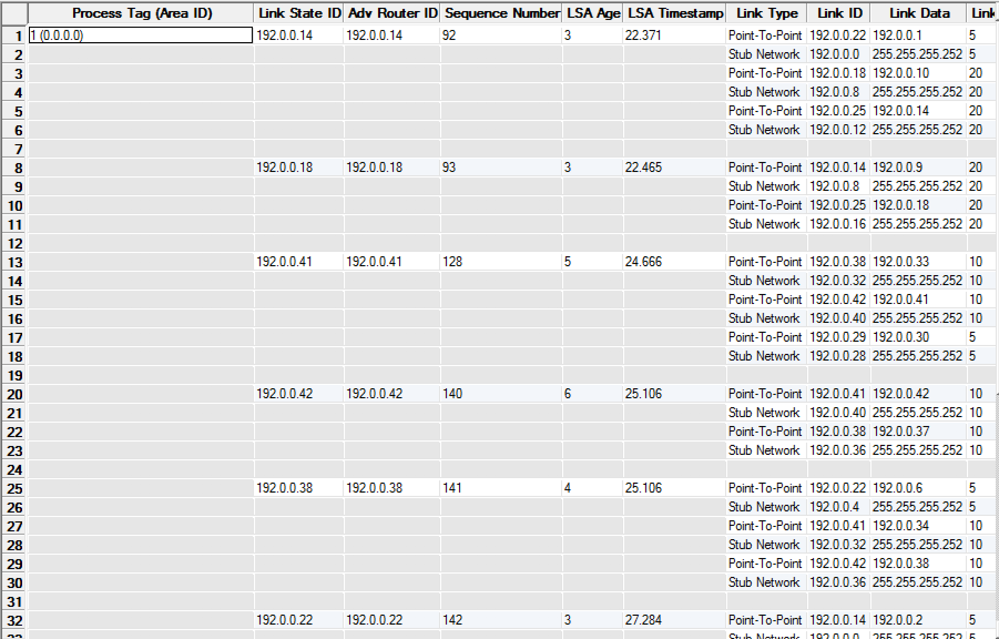 Process Tag (Area ID) Link State ID Adv Router ID Sequence Number LSA Age LSA Timestamp Link Type Link ID Link Data Link
1 1 (0.0.0.0) 192.0.0.14 192.0.0.14 92 3 22.371 Point-To-Point 192.0.0.22 192.0.0.1 5
2 Stub Network 192.0.0.0 255.255.255.252 5
3 Point-To-Point 192.0.0.18 192.0.0.10 20
4 Stub Network 192.0.0.8 255.255.255.252 20
5 Point-To-Point 192.0.0.25 192.0.0.14 20
6 Stub Network 192.0.0.12 255.255.255.252 20
7
8 192.0.0.18 192.0.0.18 93 3 22.465 Point-To-Point 192.0.0.14 192.0.0.9 20
9 Stub Network 192.0.0.8 255.255.255.252 20
10 Point-To-Point 192.0.0.25 192.0.0.18 20
11 Stub Network 192.0.0.16 255.255.255.252 20
12
13 192.0.0.41 192.0.0.41 128 5 24.666 Point-To-Point 192.0.0.38 192.0.0.33 10
14 Stub Network 192.0.0.32 255.255.255.252 10
15 Point-To-Point 192.0.0.42 192.0.0.41 10
16 Stub Network 192.0.0.40 255.255.255.252 10
17 Point-To-Point 192.0.0.29 192.0.0.30 5
18 Stub Network 192.0.0.28 255.255.255.252 5
19
20 192.0.0.42 192.0.0.42 140 6 25.106 Point-To-Point 192.0.0.41 192.0.0.42 10
21 Stub Network 192.0.0.40 255.255.255.252 10
22 Point-To-Point 192.0.0.38 192.0.0.37 10
23 Stub Network 192.0.0.36 255.255.255.252 10
24
25 192.0.0.38 192.0.0.38 141 4 25.106 Point-To-Point 192.0.0.22 192.0.0.6 5
26 Stub Network 192.0.0.4 255.255.255.252 5
27 Point-To-Point 192.0.0.41 192.0.0.34 10
28 Stub Network 192.0.0.32 255.255.255.252 10
29 Point-To-Point 192.0.0.42 192.0.0.38 10
30 Stub Network 192.0.0.36 255.255.255.252 10
31
32 192.0.0.22 192.0.0.22 142 3 27.284 Point-To-Point 192.0.0.14 192.0.0.2 5